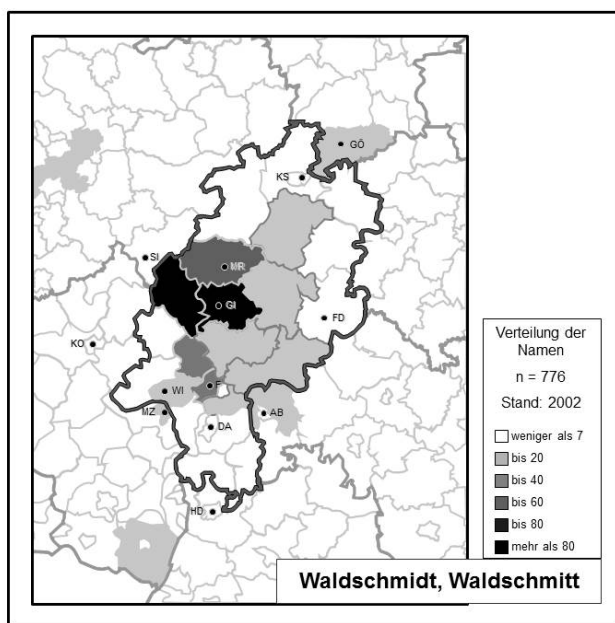 GÖ
KS
SI
MR
GI
FD
KO
WI
F
MZ
AB
DA
HD
Verteilung der
Namen
n = 776
Stand: 2002
weniger als 7
bis 20
bis 40
bis 60
bis 80
mehr als 80
Waldschmidt, Waldschmitt